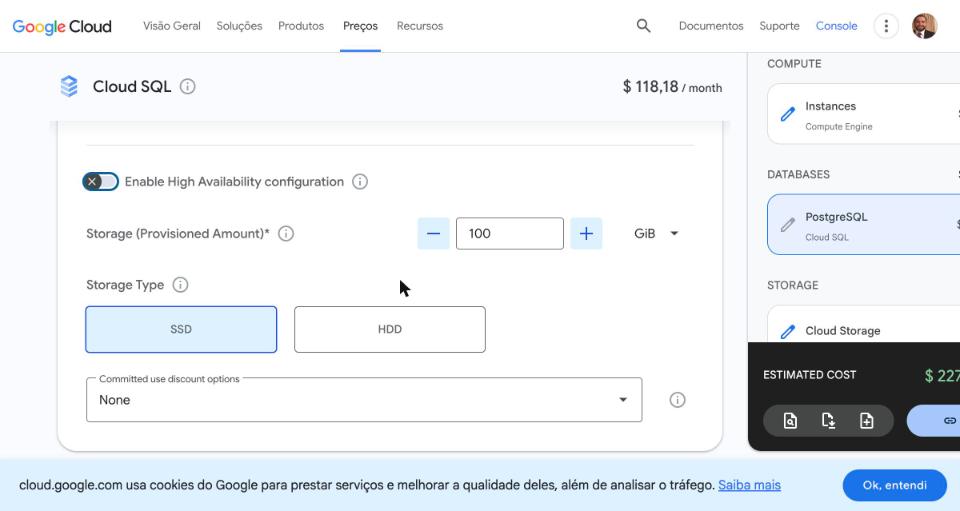 Google Cloud
Visão Geral
Soluções
Produtos
Preços
Recursos
Documentos
Suporte
Console
Cloud SQL
$ 118,18 / month
Enable High Availability configuration
Storage (Provisioned Amount)*
100
GiB
Storage Type
SSD
HDD
Committed use discount options
None
COMPUTE
Instances
Compute Engine
DATABASES
PostgreSQL
Cloud SQL
STORAGE
Cloud Storage
ESTIMATED COST
$ 227
cloud.google.com usa cookies do Google para prestar serviços e melhorar a qualidade deles, além de analisar o tráfego. Saiba mais
Ok, entendi